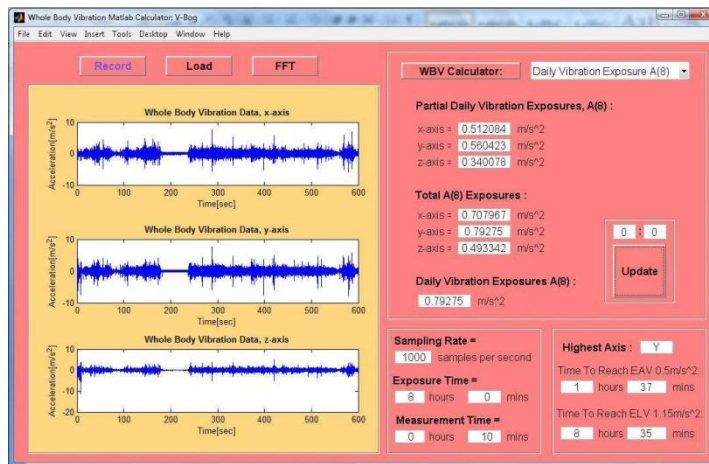 Whole Body Vibration Matlab Calculator: V-Bog
File Edit View Insert Tools Desktop Window Help
Record Load FFT
Whole Body Vibration Data, x-axis
Acceleration[m/s²]
10
0
-10
0 100 200 300 400 500 600
Time[sec]
Whole Body Vibration Data, y-axis
Acceleration[m/s²]
10
0
-10
0 100 200 300 400 500 600
Time[sec]
Whole Body Vibration Data, z-axis
Acceleration[m/s²]
10
0
-10
-20
0 100 200 300 400 500 600
Time[sec]
WBV Calculator: Daily Vibration Exposure A(8)
Partial Daily Vibration Exposures, A(8) :
x-axis = 0.512084 m/s^2
y-axis = 0.560423 m/s^2
z-axis = 0.340078 m/s^2
Total A(8) Exposures :
x-axis = 0.707967 m/s^2
y-axis = 0.79275 m/s^2
z-axis = 0.493342 m/s^2
Daily Vibration Exposures A(8) :
0.79275 m/s^2
0 : 0
Update
Sampling Rate =
1000 samples per second
Exposure Time =
8 hours 0 mins
Measurement Time =
0 hours 10 mins
Highest Axis : Y
Time To Reach EAV 0.5m/s^2:
1 hours 37 mins
Time To Reach ELV 1.15m/s^2:
8 hours 35 mins